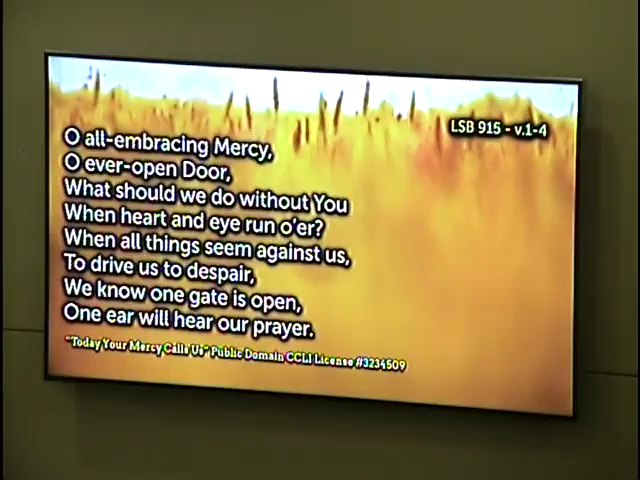 LSB 915 - v.1-4
O all-embracing Mercy,
O ever-open Door,
What should we do without You
When heart and eye run o'er?
When all things seem against us,
To drive us to despair,
We know one gate is open,
One ear will hear our prayer.
"Today Your Mercy Calls Us" Public Domain CCLI License #3234509